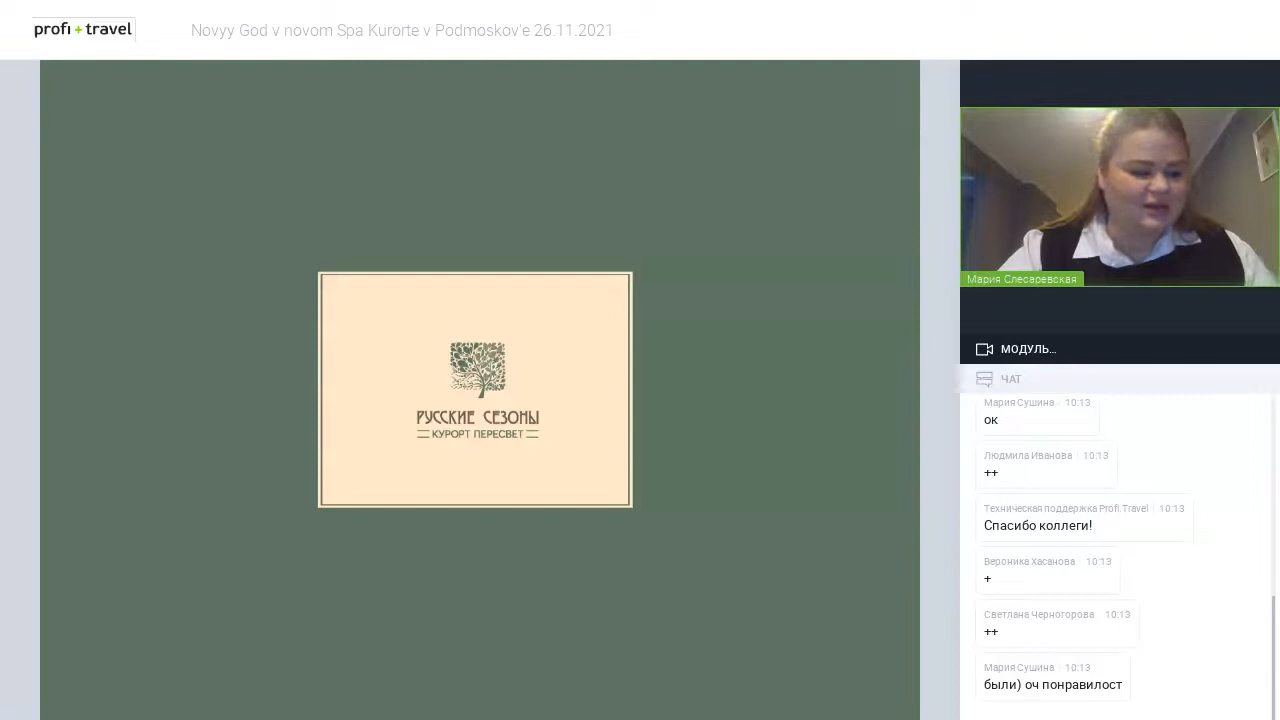 profi + travel
Novyy God v novom Spa Kurorte v Podmoskov'e 26.11.2021
РУССКИЕ СЕЗОНЫ
КУРОРТ ПЕРЕСВЕТ
Мария Слесаревская
МОДУЛЬ...
ЧАТ
Мария Сушина 10:13
ок
Людмила Иванова 10:13
++
Техническая поддержка Profi.Travel 10:13
Спасибо коллеги!
Вероника Хасанова 10:13
+
Светлана Черногорова 10:13
++
Мария Сушина 10:13
были) оч понравилост